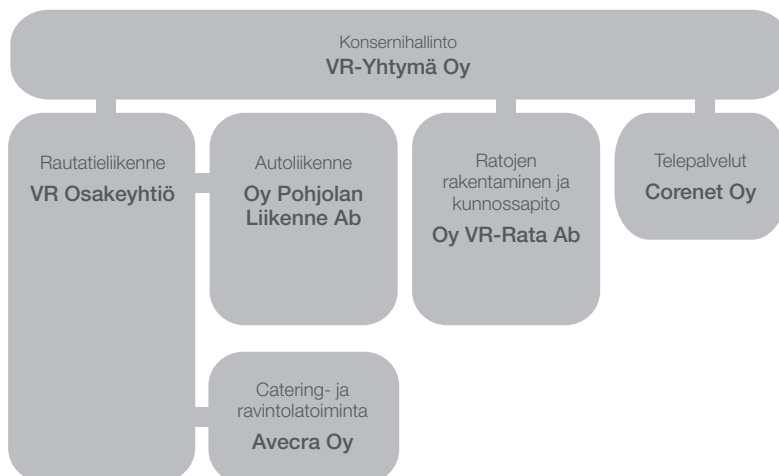 Konsernihallinto
VR-Yhtymä Oy
Rautatieliikenne
VR Osakeyhtiö
Autoliikenne
Oy Pohjolan
Liikenne Ab
Ratojen
rakentaminen ja
kunnossapito
Oy VR-Rata Ab
Telepalvelut
Corenet Oy
Catering- ja
ravintolatoiminta
Avecra Oy